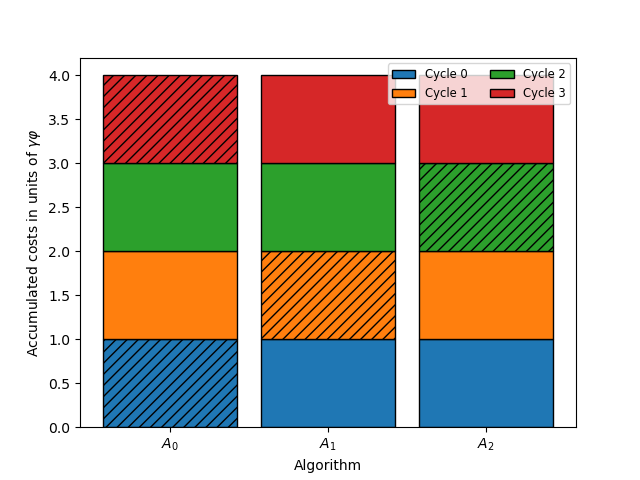 Cycle 0 Cycle 2
Cycle 1 Cycle 3
4.0
3.5
3.0
2.5
2.0
1.5
1.0
0.5
0.0
Accumulated costs in units of γφ
A₀ A₁ A₂
Algorithm